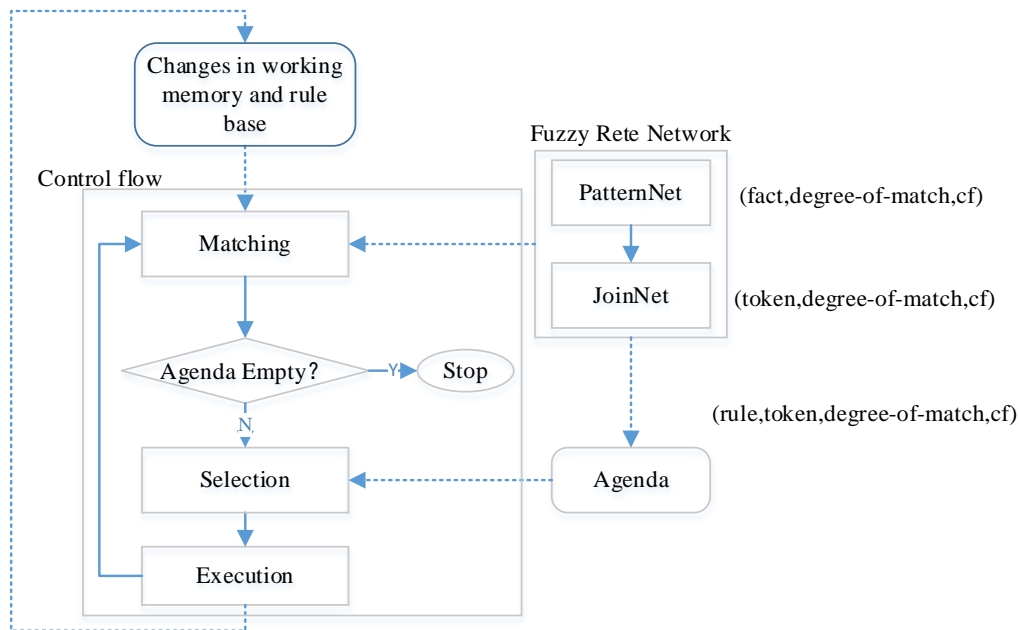 Changes in working
memory and rule
base
Fuzzy Rete Network
Control flow
PatternNet
(fact,degree-of-match,cf)
Matching
JoinNet
(token,degree-of-match,cf)
Agenda Empty?
Y
Stop
(rule,token,degree-of-match,cf)
N
Selection
Agenda
Execution